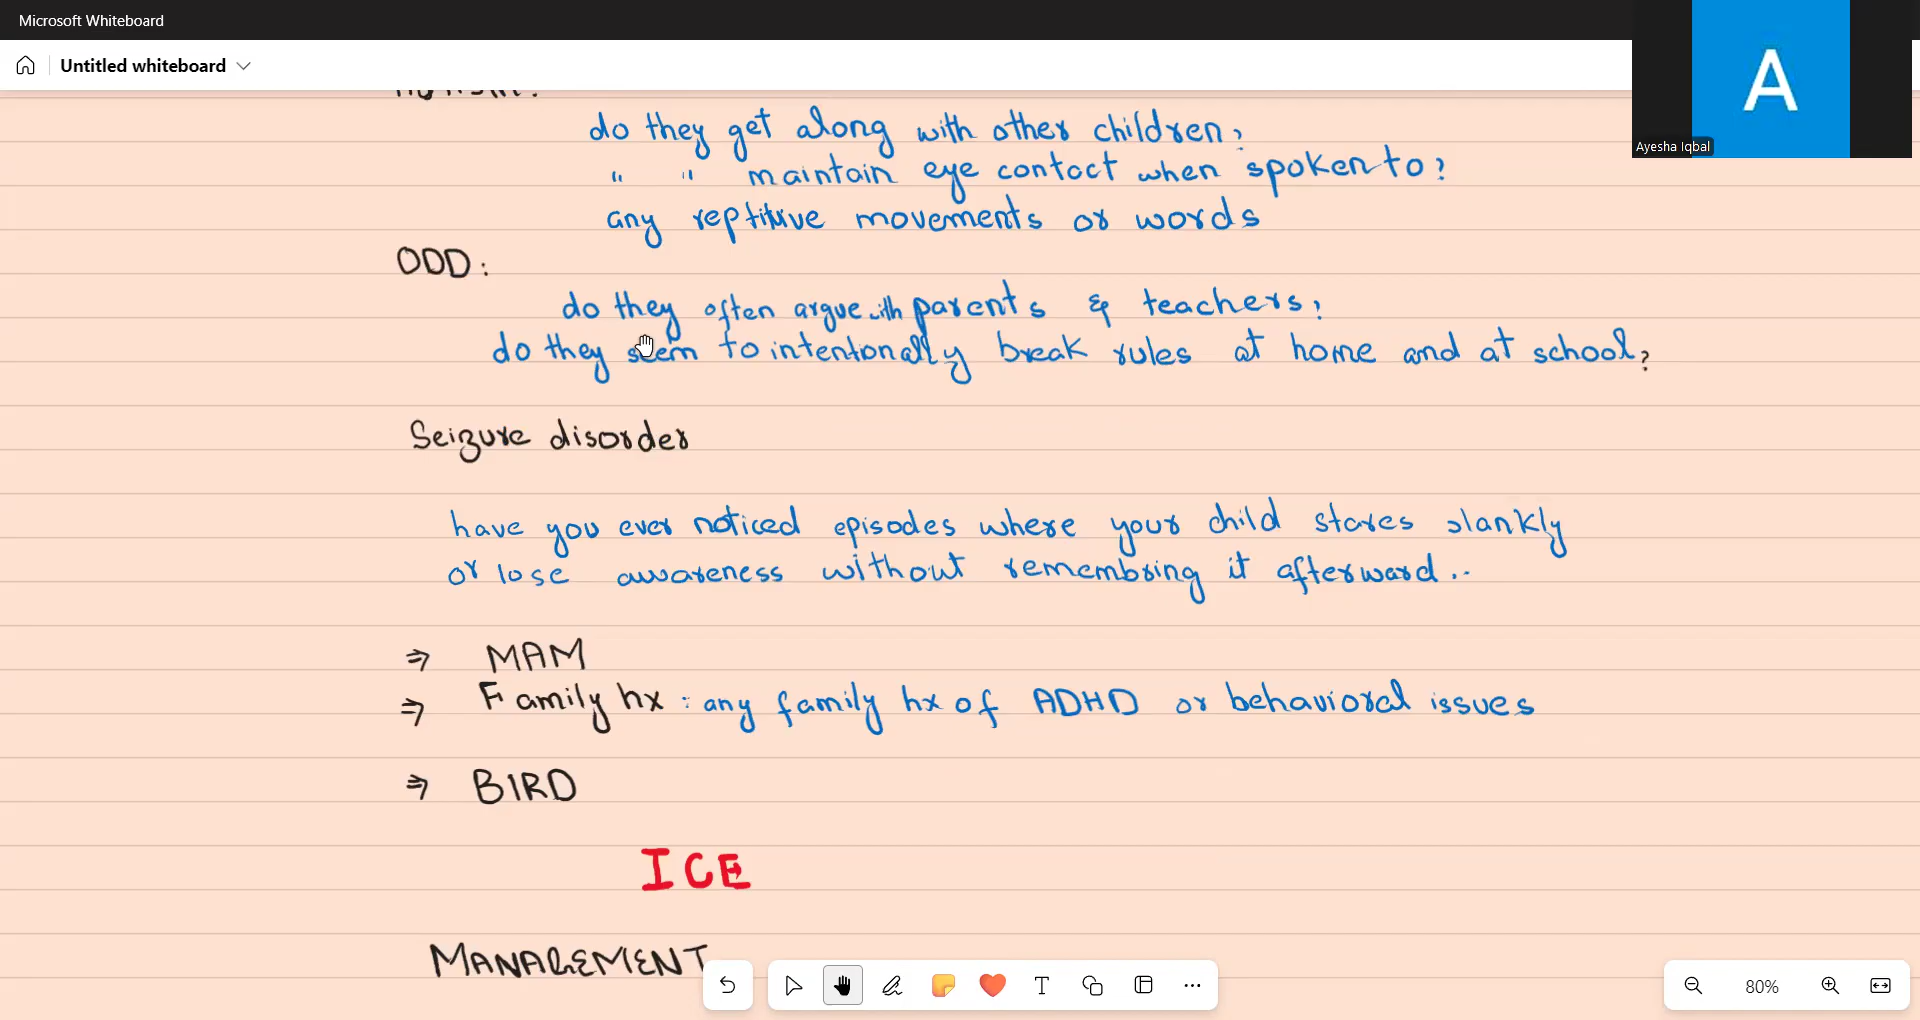 Microsoft Whiteboard
Untitled whiteboard
A
Ayesha Iqbal
do they get along with other children?
" " maintain eye contact when spoken to?
any reptitive movements or words
ODD:
do they often argue with parents & teachers?
do they seem to intentionally break rules at home and at school?
Seizure disorder
have you ever noticed episodes where your child stares blankly
or lose awareness without remembring it afterward..
⇒ MAM
⇒ Family hx : any family hx of ADHD or behavioral issues
⇒ BIRD
ICE
MANAGEMENT
T
80%